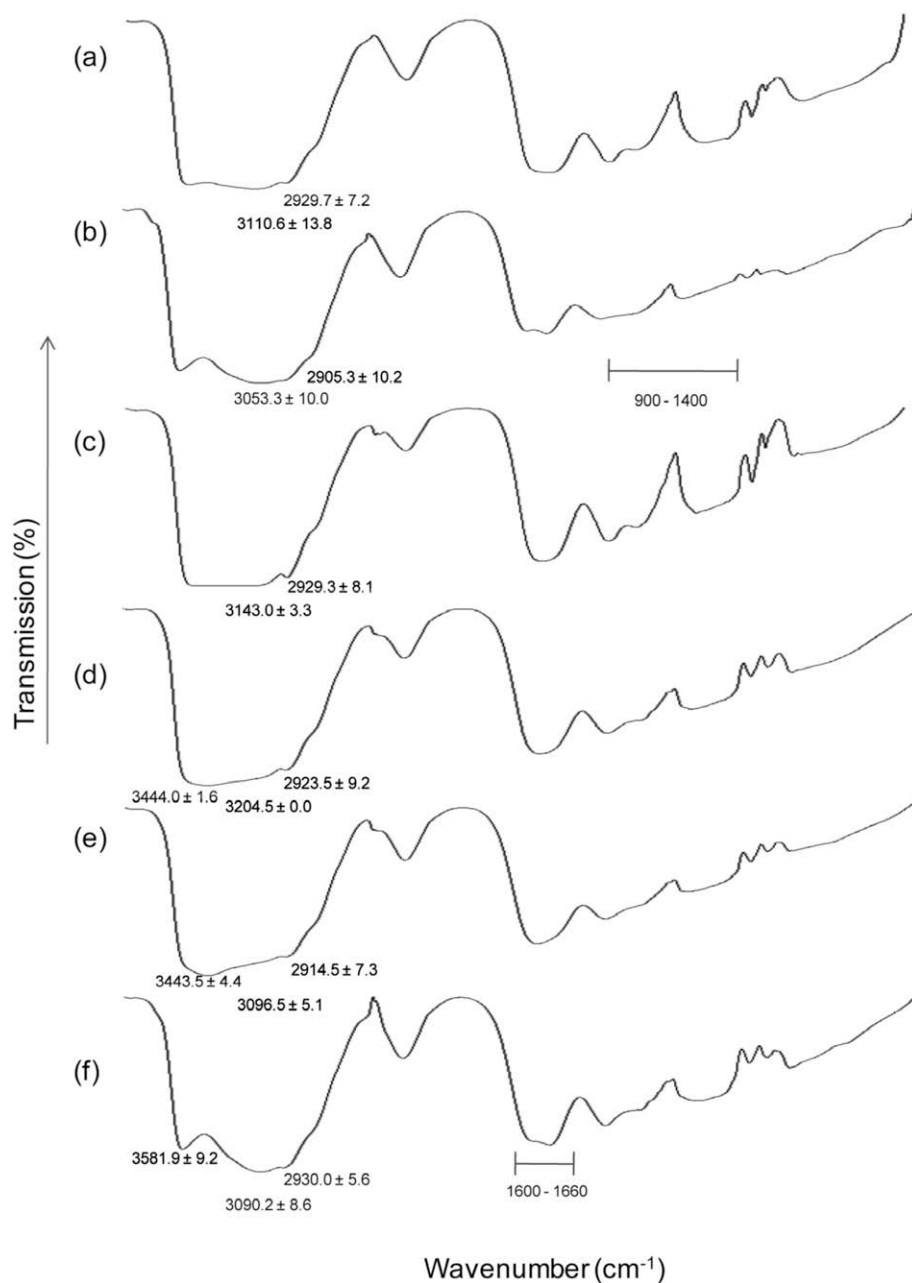 (a)
2929.7 ± 7.2
3110.6 ± 13.8
(b)
2905.3 ± 10.2
3053.3 ± 10.0
900 - 1400
(c)
2929.3 ± 8.1
3143.0 ± 3.3
Transmission (%)
(d)
2923.5 ± 9.2
3444.0 ± 1.6
3204.5 ± 0.0
(e)
2914.5 ± 7.3
3443.5 ± 4.4
3096.5 ± 5.1
(f)
3581.9 ± 9.2
2930.0 ± 5.6
3090.2 ± 8.6
1600 - 1660
Wavenumber (cm⁻¹)